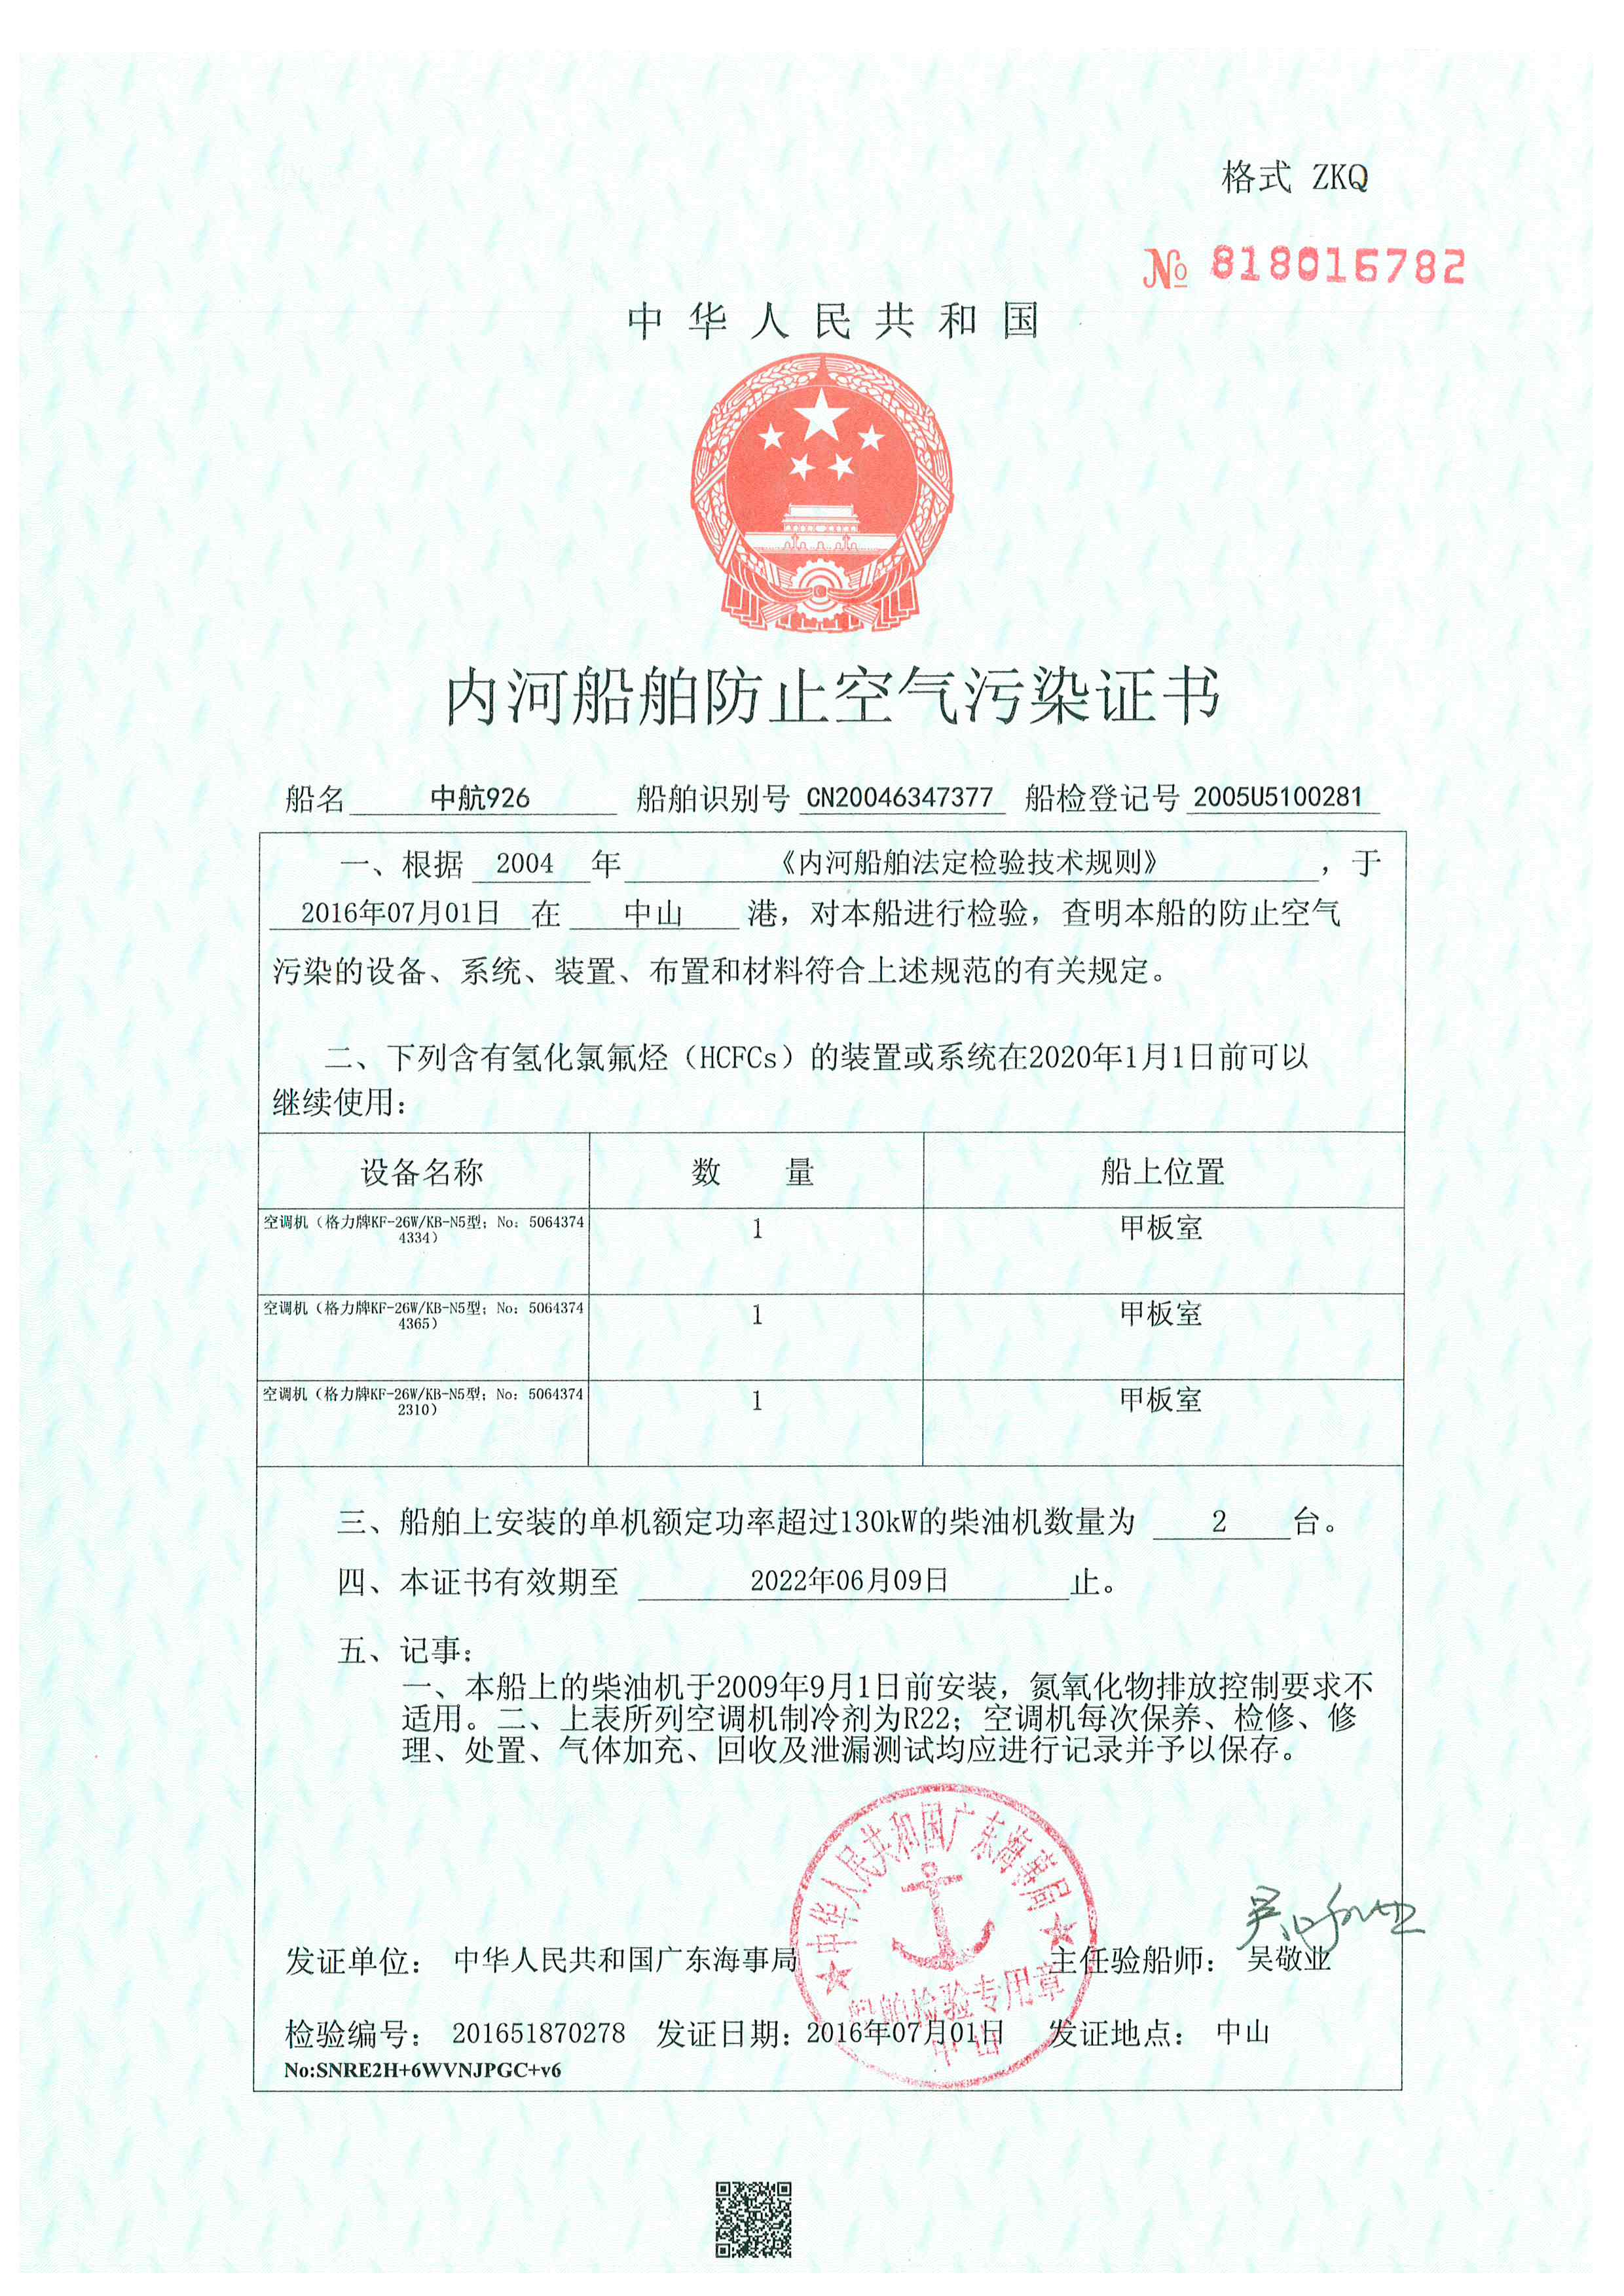 格式 ZKQ
№ 818016782
中华人民共和国
内河船舶防止空气污染证书
船名 中航926 船舶识别号 CN20046347377 船检登记号 2005U5100281
一、根据 2004 年 《内河船舶法定检验技术规则》 ，于
2016年07月01日 在 中山 港，对本船进行检验，查明本船的防止空气
污染的设备、系统、装置、布置和材料符合上述规范的有关规定。
二、下列含有氢化氯氟烃（HCFCs）的装置或系统在2020年1月1日前可以
继续使用：
设备名称 数 量 船上位置
空调机（格力牌KF-26W/KB-N5型；No：5064374 1 甲板室
4334）
空调机（格力牌KF-26W/KB-N5型；No：5064374 1 甲板室
4365）
空调机（格力牌KF-26W/KB-N5型；No：5064374 1 甲板室
2310）
三、船舶上安装的单机额定功率超过130kW的柴油机数量为 2 台。
四、本证书有效期至 2022年06月09日 止。
五、记事：
一、本船上的柴油机于2009年9月1日前安装，氮氧化物排放控制要求不
适用。二、上表所列空调机制冷剂为R22；空调机每次保养、检修、修
理、处置、气体加充、回收及泄漏测试均应进行记录并予以保存。
中华人民共和国广东海事局
船舶检验专用章
中山
吴敬业
发证单位： 中华人民共和国广东海事局 主任验船师： 吴敬业
检验编号： 201651870278 发证日期：2016年07月01日 发证地点： 中山
No:SNRE2H+6WVNJPGC+v6